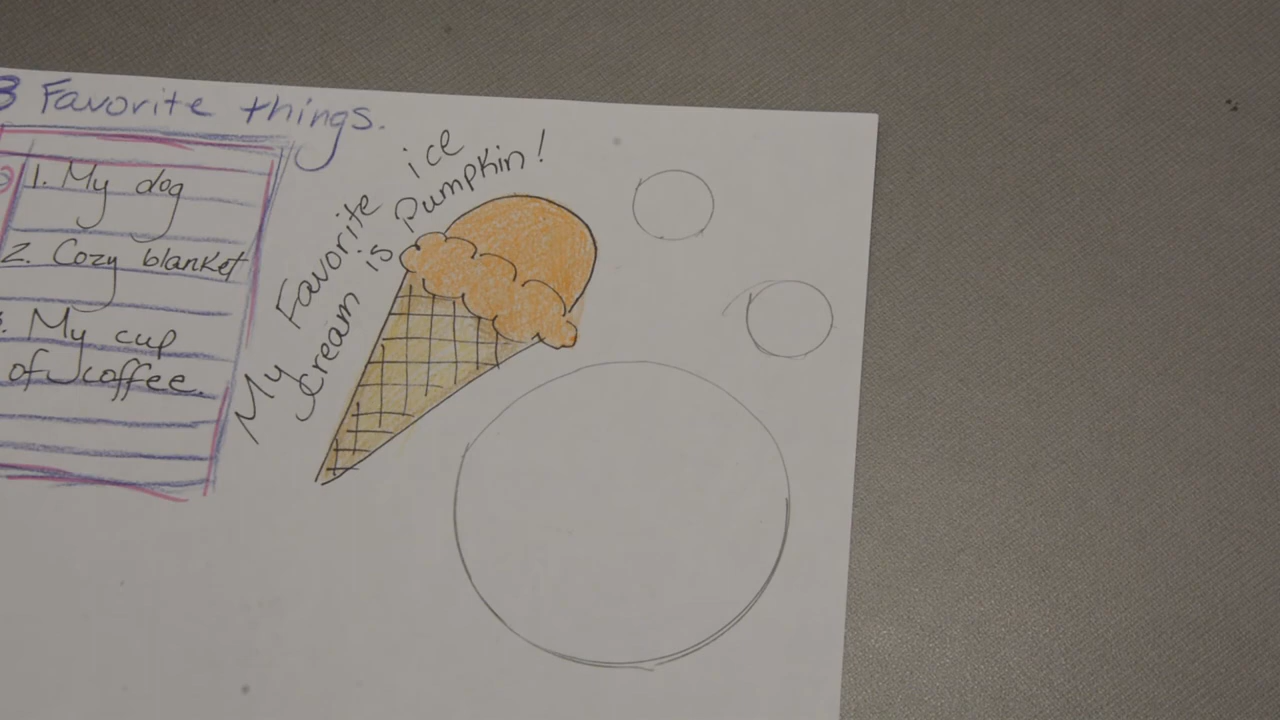 3 Favorite things.
1. My dog
2. Cozy blanket
. My cup
of coffee.
My Favorite ice
cream is Pumpkin!